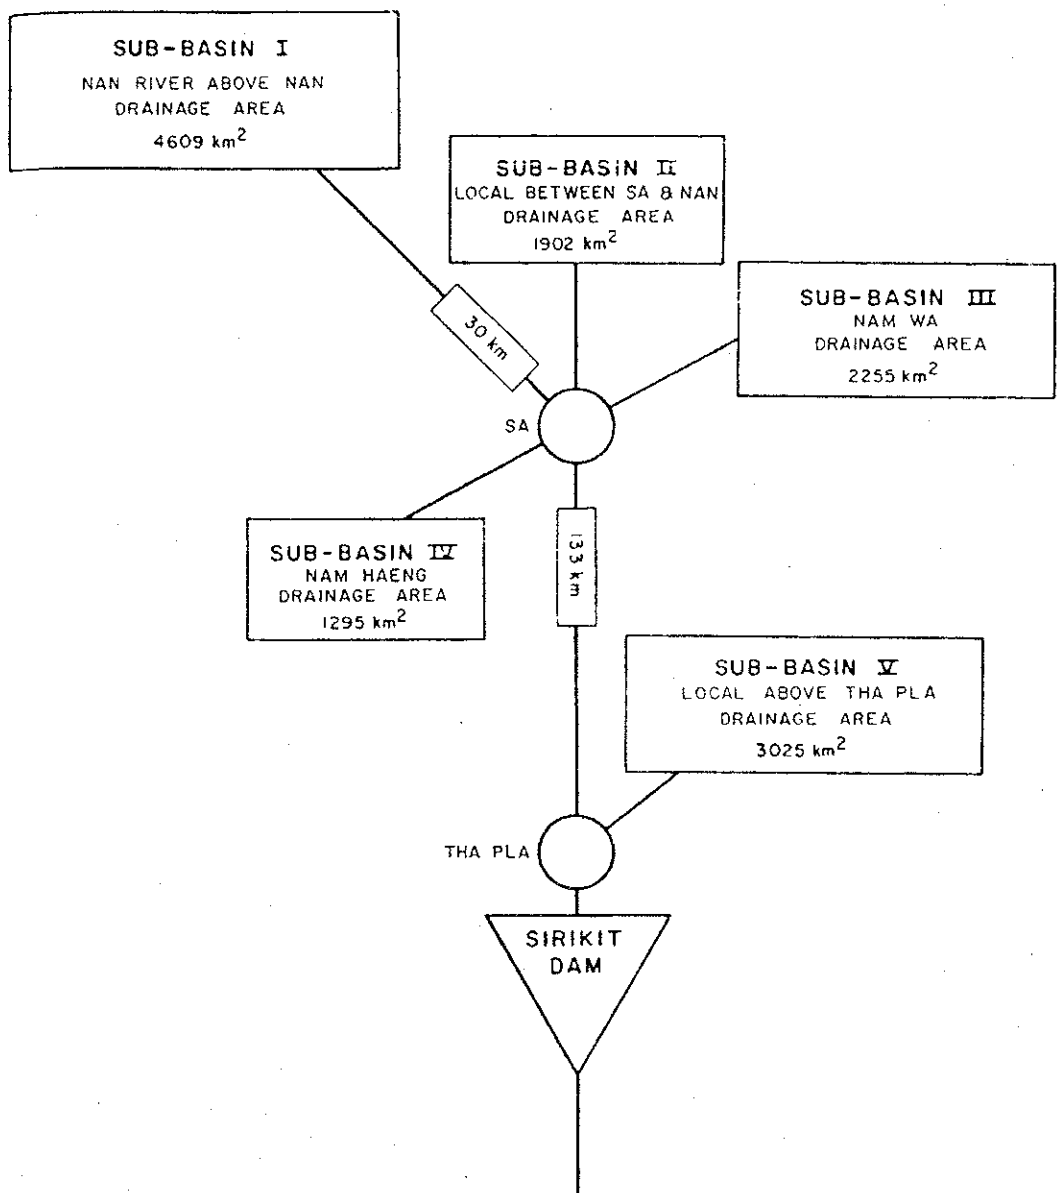 SUB-BASIN I
NAN RIVER ABOVE NAN
DRAINAGE AREA
4609 km²
SUB-BASIN II
LOCAL BETWEEN SA & NAN
DRAINAGE AREA
1902 km²
SUB-BASIN III
NAM WA
DRAINAGE AREA
2255 km²
30 km
SA
SUB-BASIN IV
NAM HAENG
DRAINAGE AREA
1295 km²
133 km
SUB-BASIN V
LOCAL ABOVE THA PLA
DRAINAGE AREA
3025 km²
THA PLA
SIRIKIT
DAM